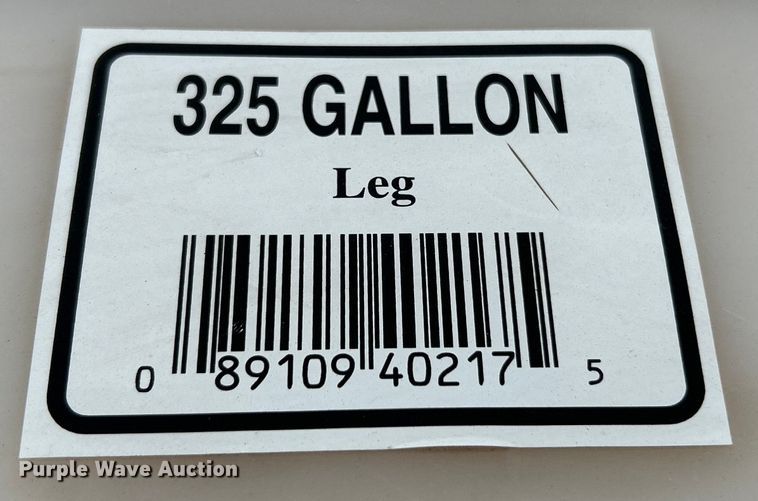 325 GALLON
Leg
0 89109 40217 5
Purple Wave Auction